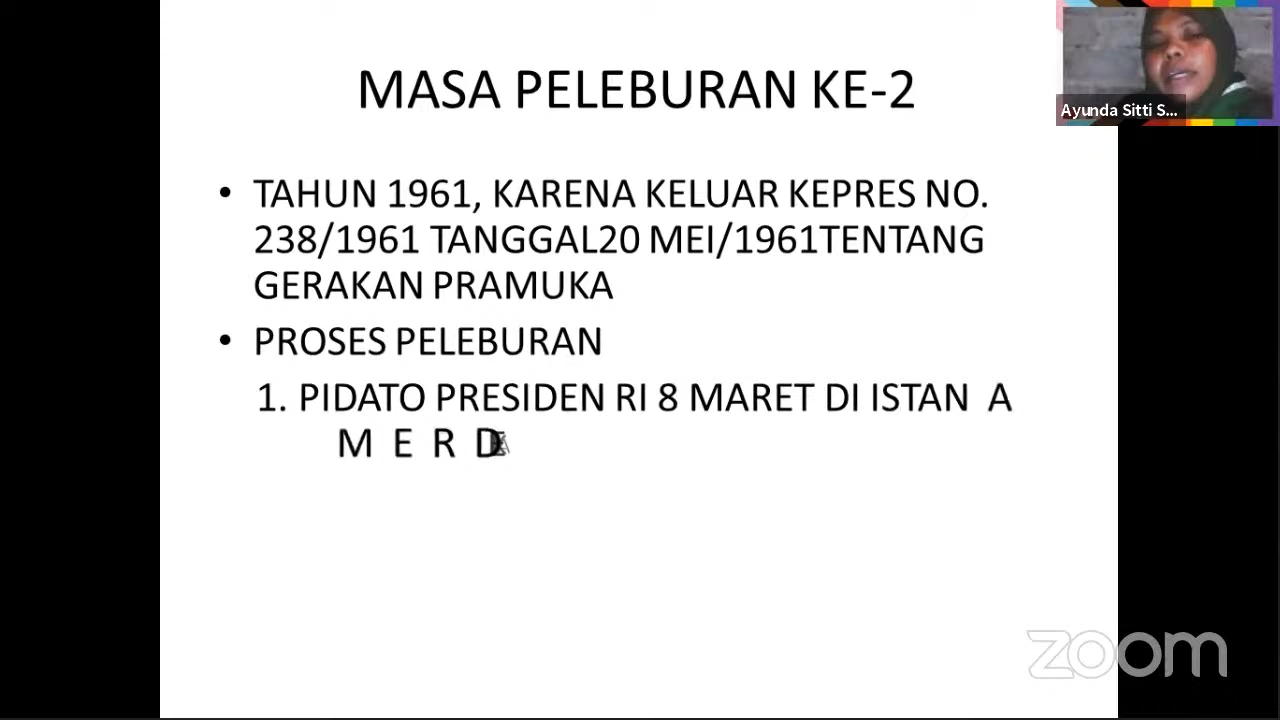 MASA PELEBURAN KE-2
Ayunda Sitti S...
• TAHUN 1961, KARENA KELUAR KEPRES NO.
238/1961 TANGGAL20 MEI/1961TENTANG
GERAKAN PRAMUKA
• PROSES PELEBURAN
1. PIDATO PRESIDEN RI 8 MARET DI ISTAN A
M E R D
zoom